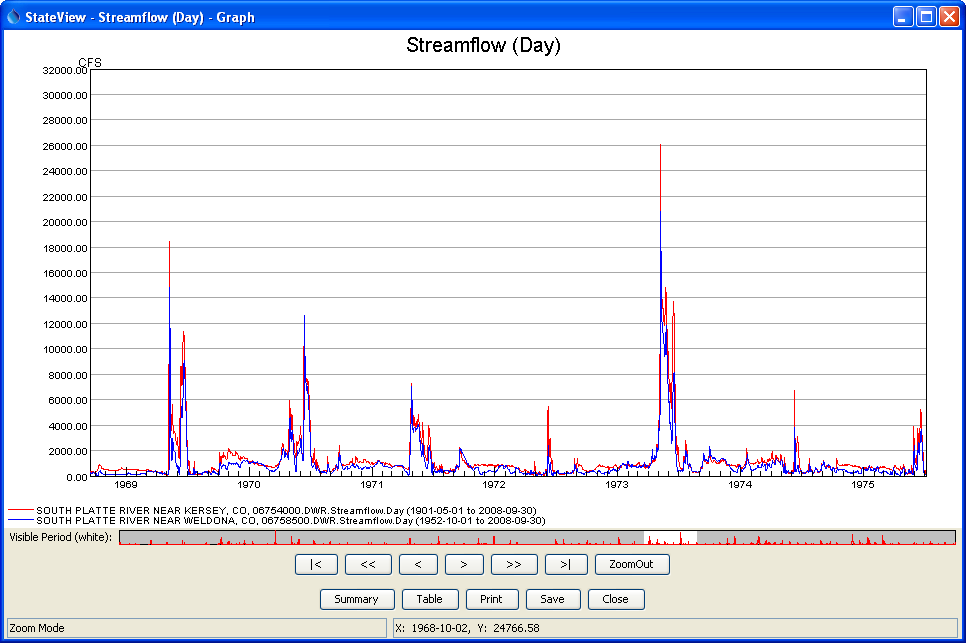 StateView - Streamflow (Day) - Graph
Streamflow (Day)
CFS
32000.00
30000.00
28000.00
26000.00
24000.00
22000.00
20000.00
18000.00
16000.00
14000.00
12000.00
10000.00
8000.00
6000.00
4000.00
2000.00
0.00
1969 1970 1971 1972 1973 1974 1975
SOUTH PLATTE RIVER NEAR KERSEY, CO, 06754000.DWR.Streamflow.Day (1901-05-01 to 2008-09-30)
SOUTH PLATTE RIVER NEAR WELDONA, CO, 06758500.DWR.Streamflow.Day (1952-10-01 to 2008-09-30)
Visible Period (white):
|< << < > >> >| ZoomOut
Summary Table Print Save Close
Zoom Mode X: 1968-10-02, Y: 24766.58